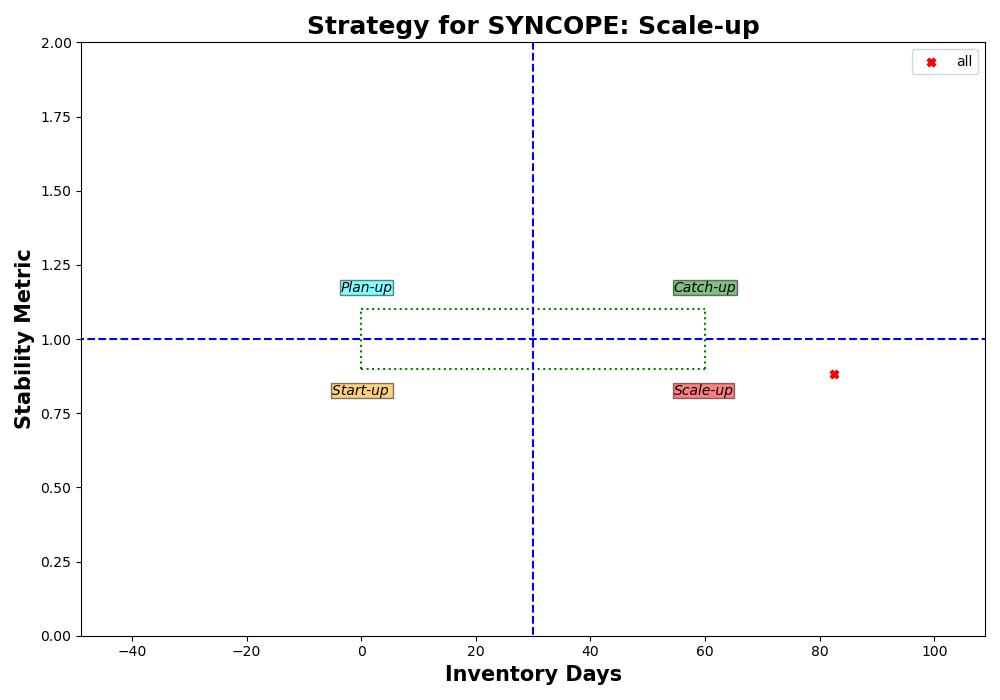 Strategy for SYNCOPE: Scale-up
2.00
all
1.75
1.50
Stability Metric
1.25
Plan-up
Catch-up
1.00
Start-up
Scale-up
0.75
0.50
0.25
0.00
−40
−20
0
20
40
60
80
100
Inventory Days